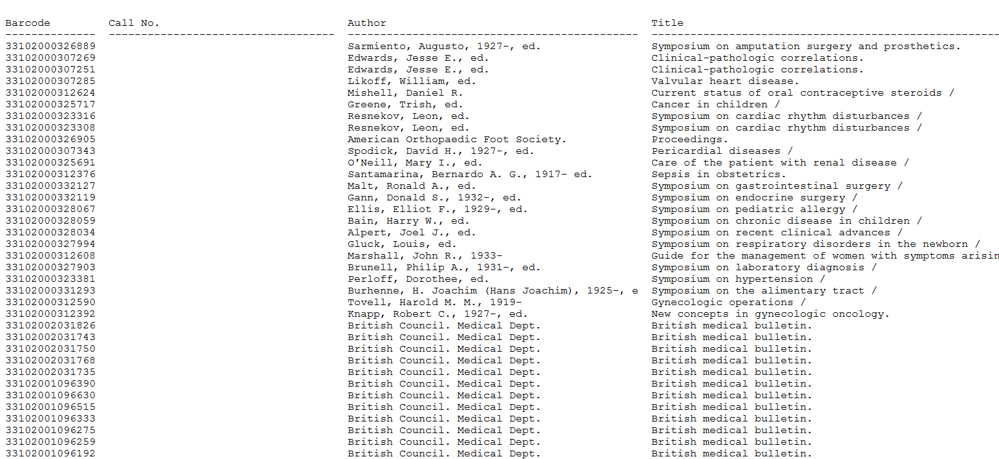 Barcode Call No. Author Title
-------------- ----------------------------------- --------------------------------------------- ------------------------------------------------------
33102000326889 Sarmiento, Augusto, 1927-, ed. Symposium on amputation surgery and prosthetics.
33102000307269 Edwards, Jesse E., ed. Clinical-pathologic correlations.
33102000307251 Edwards, Jesse E., ed. Clinical-pathologic correlations.
33102000307285 Likoff, William, ed. Valvular heart disease.
33102000312624 Mishell, Daniel R. Current status of oral contraceptive steroids /
33102000325717 Greene, Trish, ed. Cancer in children /
33102000323316 Resnekov, Leon, ed. Symposium on cardiac rhythm disturbances /
33102000323308 Resnekov, Leon, ed. Symposium on cardiac rhythm disturbances /
33102000326905 American Orthopaedic Foot Society. Proceedings.
33102000307343 Spodick, David H., 1927-, ed. Pericardial diseases /
33102000325691 O'Neill, Mary I., ed. Care of the patient with renal disease /
33102000312376 Santamarina, Bernardo A. G., 1917- ed. Sepsis in obstetrics.
33102000332127 Malt, Ronald A., ed. Symposium on gastrointestinal surgery /
33102000332119 Gann, Donald S., 1932-, ed. Symposium on endocrine surgery /
33102000328067 Ellis, Elliot F., 1929-, ed. Symposium on pediatric allergy /
33102000328059 Bain, Harry W., ed. Symposium on chronic disease in children /
33102000328034 Alpert, Joel J., ed. Symposium on recent clinical advances /
33102000327994 Gluck, Louis, ed. Symposium on respiratory disorders in the newborn /
33102000312608 Marshall, John R., 1933- Guide for the management of women with symptoms arisin
33102000327903 Brunell, Philip A., 1931-, ed. Symposium on laboratory diagnosis /
33102000323381 Perloff, Dorothee, ed. Symposium on hypertension /
33102000331293 Burhenne, H. Joachim (Hans Joachim), 1925-, e Symposium on the alimentary tract /
33102000312590 Tovell, Harold M. M., 1919- Gynecologic operations /
33102000312392 Knapp, Robert C., 1927-, ed. New concepts in gynecologic oncology.
33102002031826 British Council. Medical Dept. British medical bulletin.
33102002031743 British Council. Medical Dept. British medical bulletin.
33102002031750 British Council. Medical Dept. British medical bulletin.
33102002031768 British Council. Medical Dept. British medical bulletin.
33102002031735 British Council. Medical Dept. British medical bulletin.
33102001096390 British Council. Medical Dept. British medical bulletin.
33102001096630 British Council. Medical Dept. British medical bulletin.
33102001096515 British Council. Medical Dept. British medical bulletin.
33102001096333 British Council. Medical Dept. British medical bulletin.
33102001096275 British Council. Medical Dept. British medical bulletin.
33102001096259 British Council. Medical Dept. British medical bulletin.
33102001096192 British Council. Medical Dept. British medical bulletin.